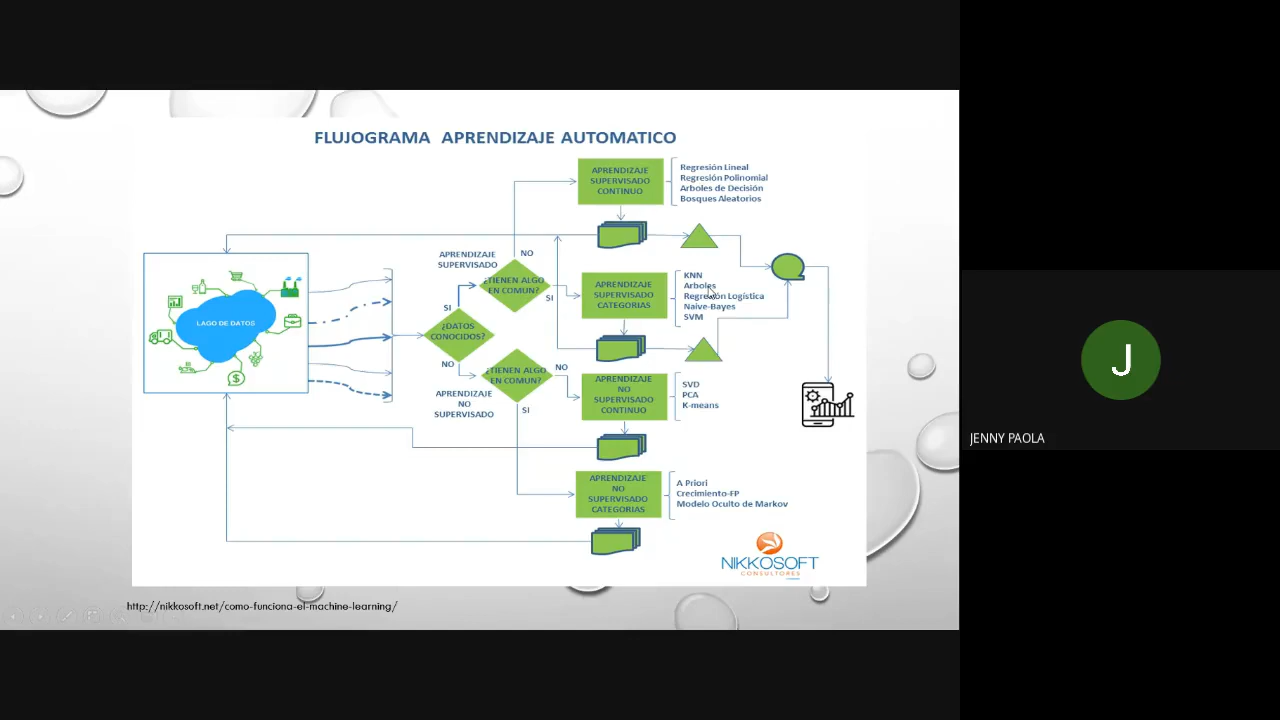 FLUJOGRAMA APRENDIZAJE AUTOMATICO
APRENDIZAJE
SUPERVISADO
CONTINUO
Regresión Lineal
Regresión Polinomial
Arboles de Decisión
Bosques Aleatorios
APRENDIZAJE
SUPERVISADO
NO
¿TIENEN ALGO
EN COMUN?
SI
APRENDIZAJE
SUPERVISADO
CATEGORIAS
KNN
Arboles
Regresión Logística
Naive-Bayes
SVM
LAGO DE DATOS
SI
¿DATOS
CONOCIDOS?
NO
¿TIENEN ALGO
EN COMUN?
NO
SI
APRENDIZAJE
NO
SUPERVISADO
APRENDIZAJE
NO
SUPERVISADO
CONTINUO
SVD
PCA
K-means
APRENDIZAJE
NO
SUPERVISADO
CATEGORIAS
A Priori
Crecimiento-FP
Modelo Oculto de Markov
NIKKOSOFT
CONSULTORES
http://nikkosoft.net/como-funciona-el-machine-learning/
J
JENNY PAOLA